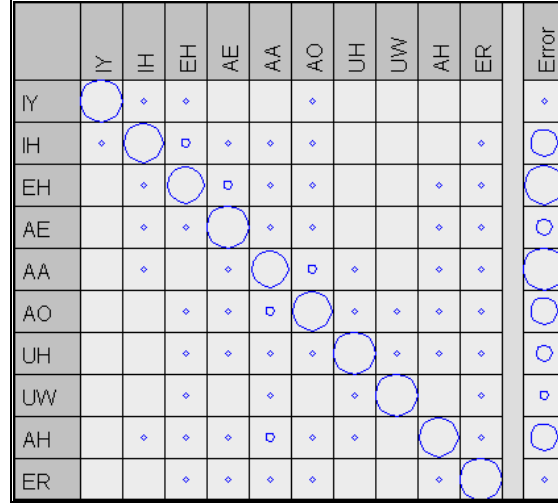 IY IH EH AE AA AO UH UW AH ER Error
IY
IH
EH
AE
AA
AO
UH
UW
AH
ER